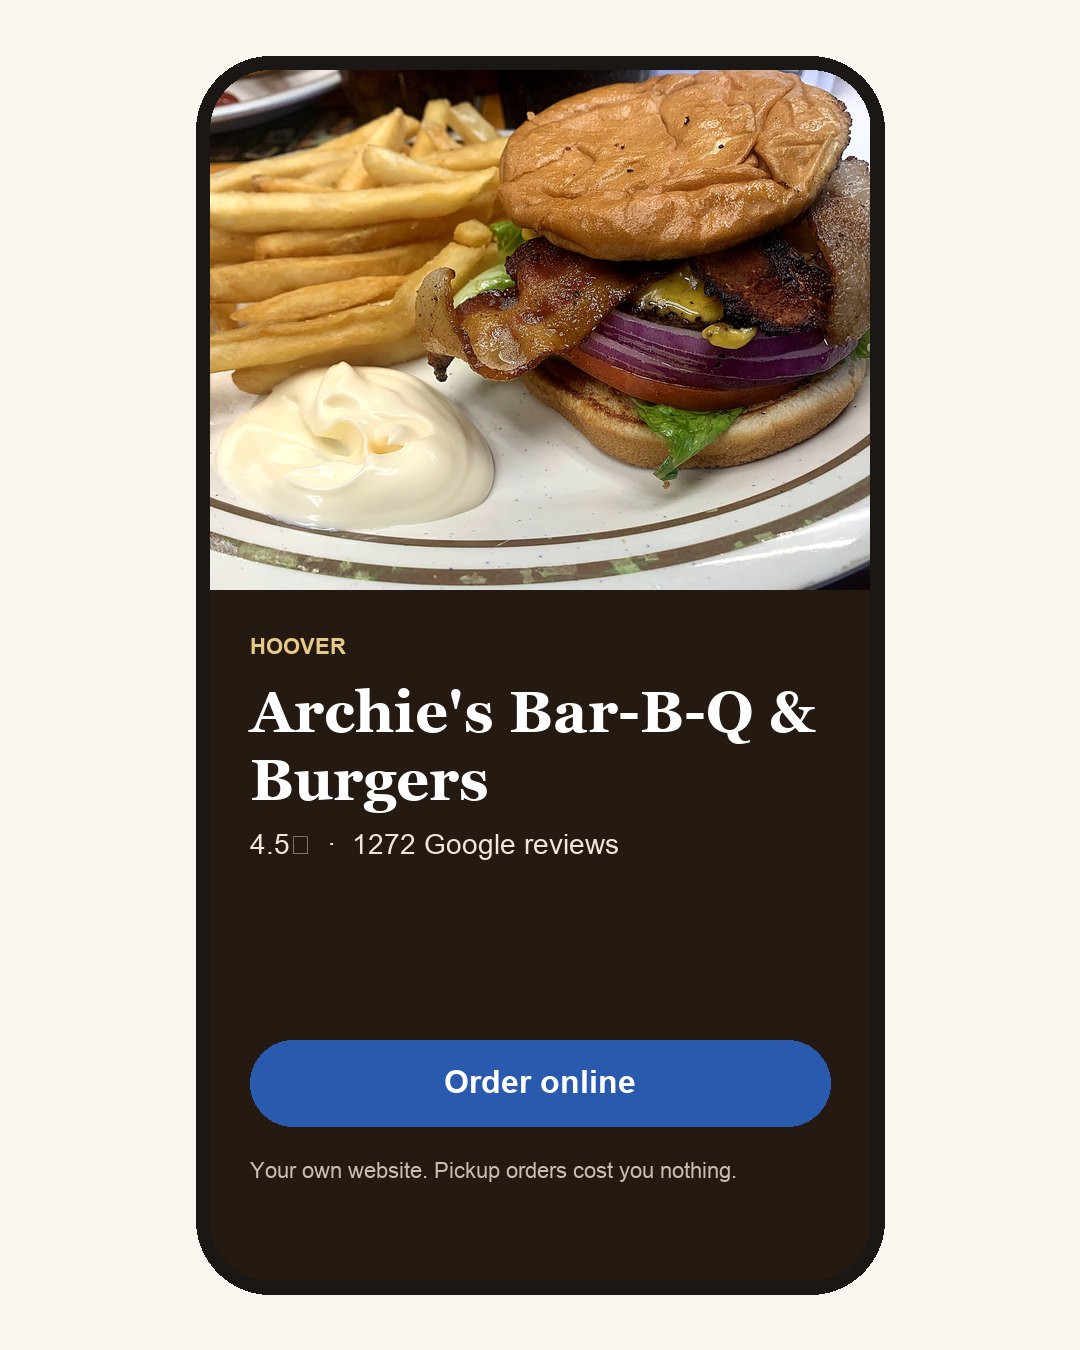 HOOVER
Archie's Bar-B-Q &
Burgers
4.5□ · 1272 Google reviews
Order online
Your own website. Pickup orders cost you nothing.